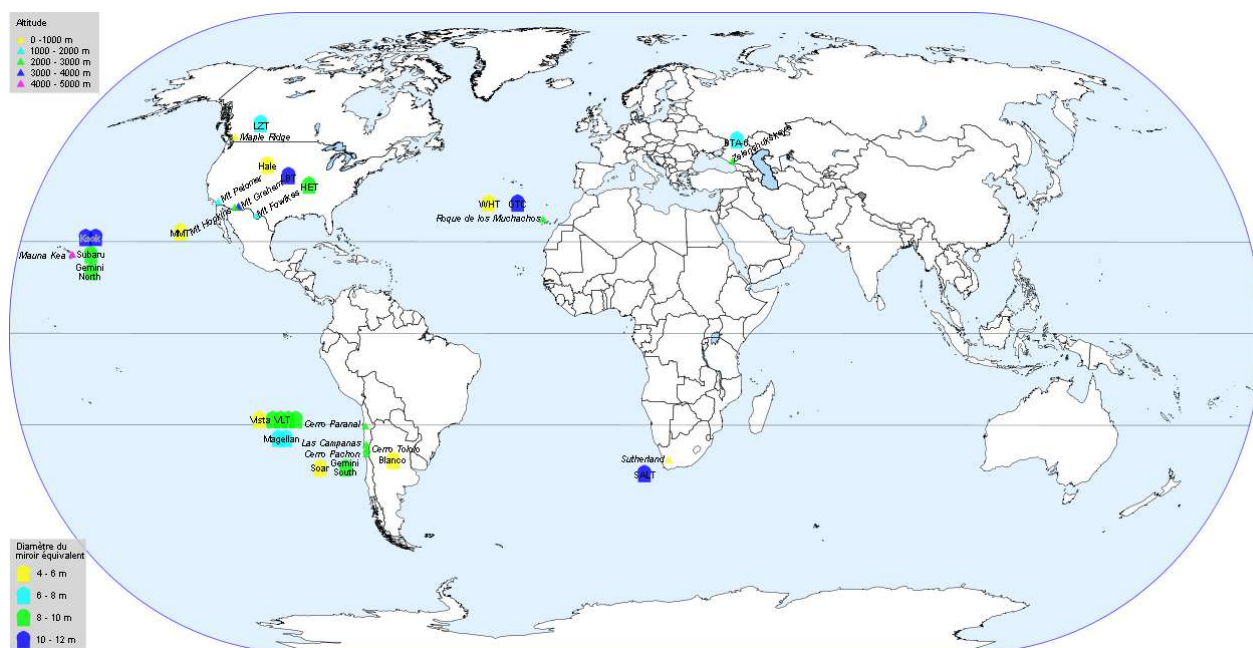 Altitude
0 -1000 m
1000 - 2000 m
2000 - 3000 m
3000 - 4000 m
4000 - 5000 m
LZT
Maple Ridge
BTA-6
Zelenchukskaya
Hale
LBT
HET
Mt Palomar
Mt Graham
Mt Fowlkes
Mt Hopkins
MMT
WHT
GTC
Roque de los Muchachos
Keck
Mauna Kea
Subaru
Gemini
North
Vista
VLT
Cerro Paranal
Magellan
Las Campanas
Cerro Tololo
Cerro Pachon
Soar
Gemini
South
Blanco
Sutherland
SALT
Diamètre du
miroir équivalent
4 - 6 m
6 - 8 m
8 - 10 m
10 - 12 m